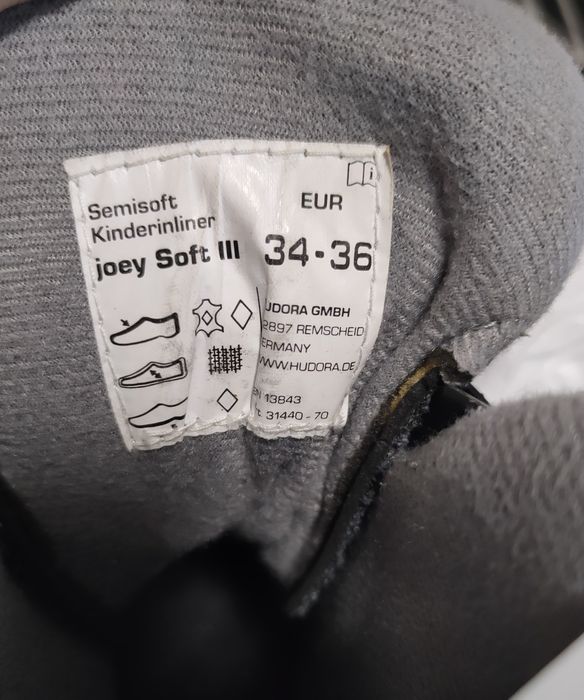 Semisoft
Kinderinliner
joey Soft III
EUR
34-36
UDORA GMBH
2897 REMSCHEID
ERMANY
WWW.HUDORA.DE
N 13843
t. 31440-70